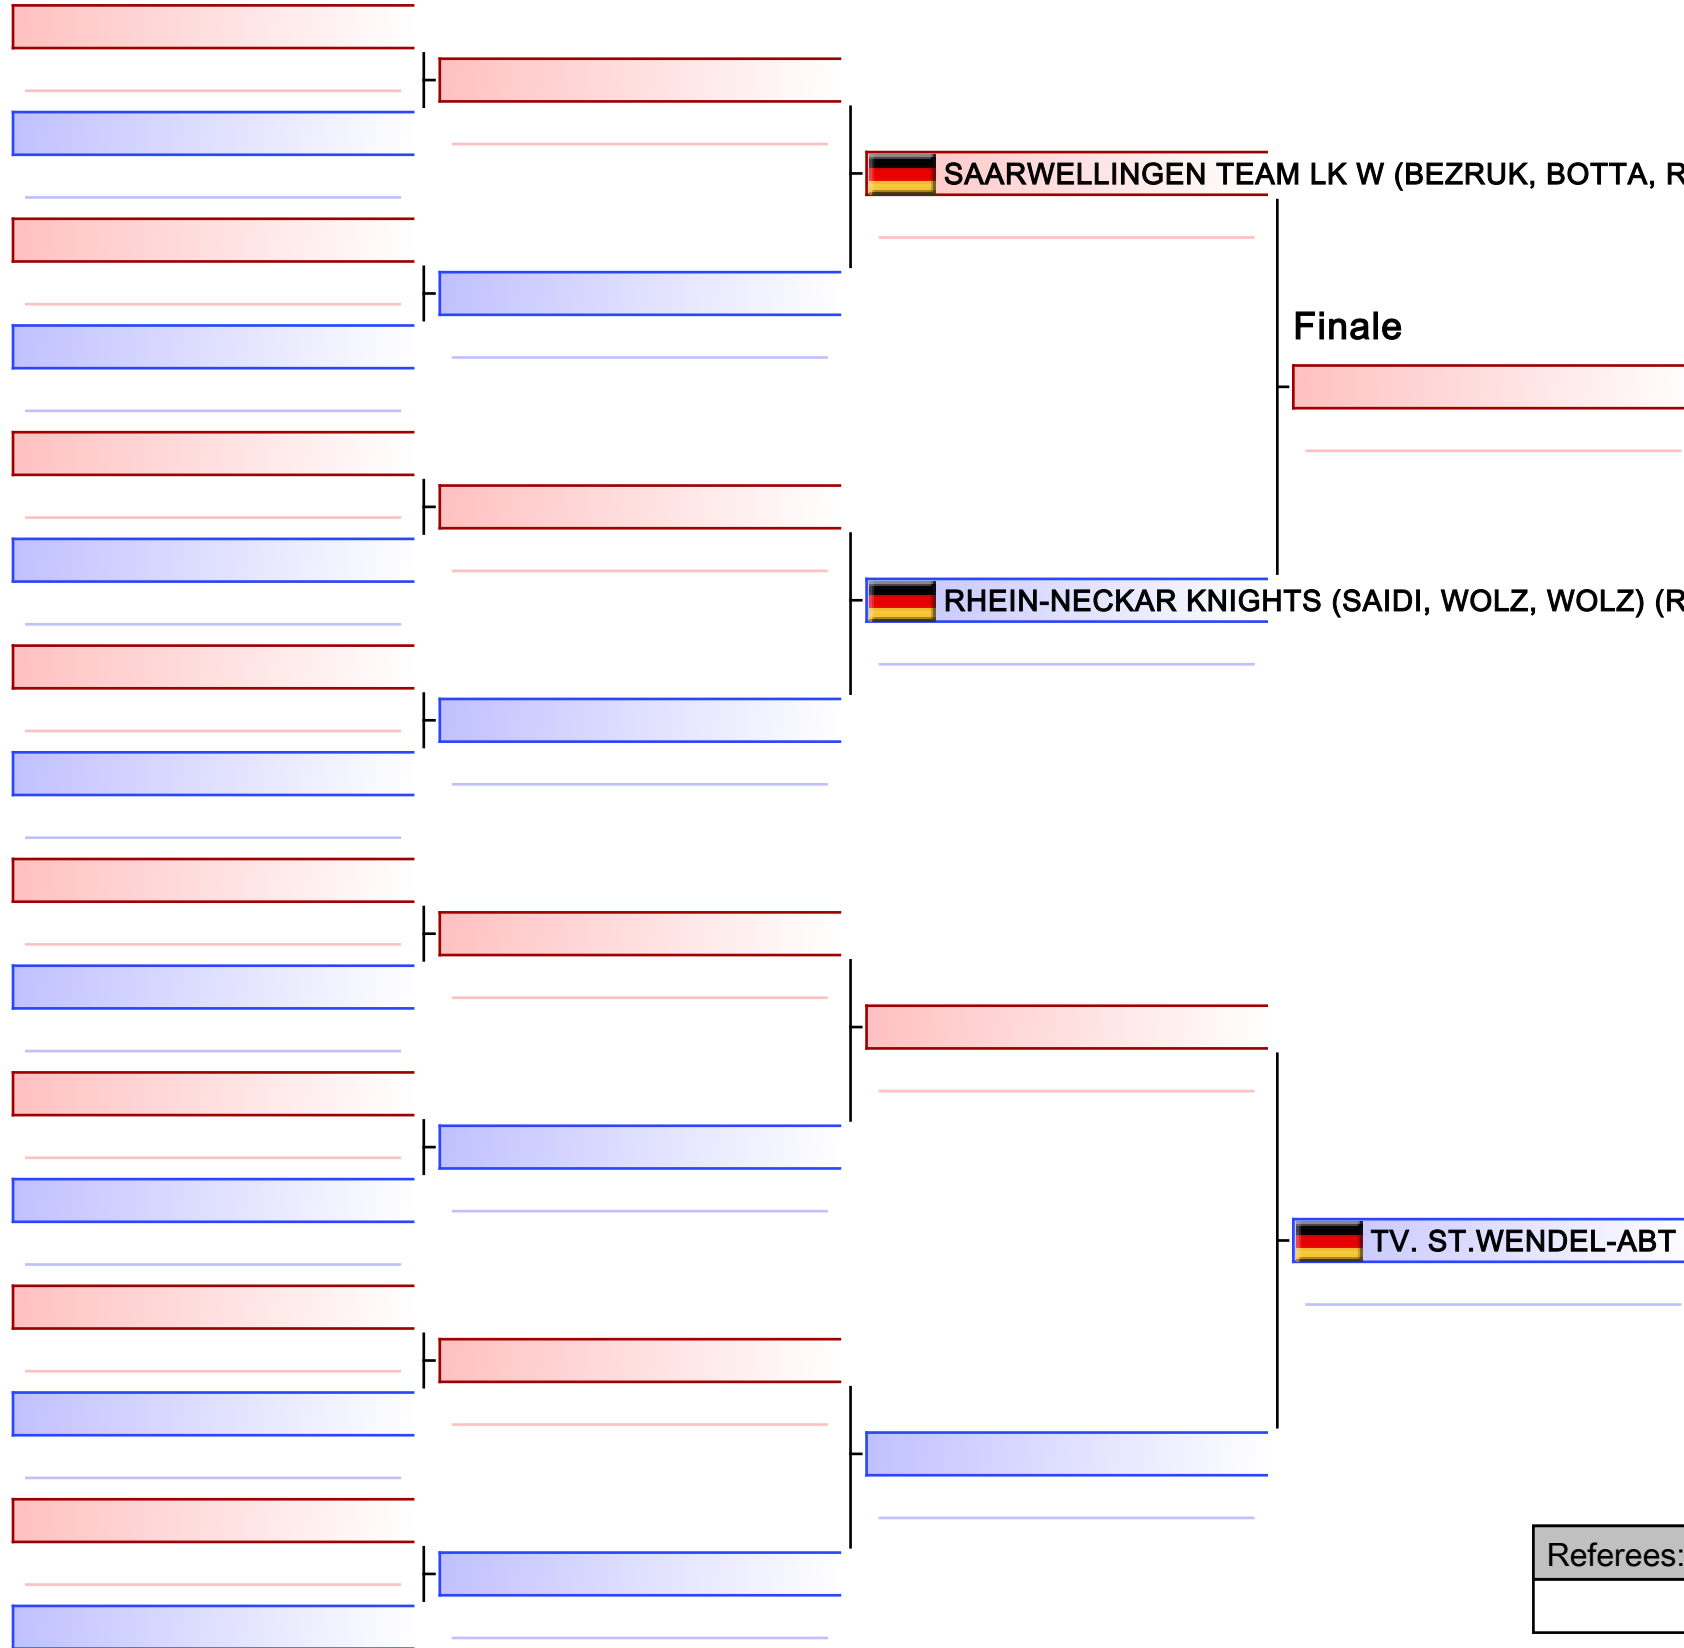 SAARWELLINGEN TEAM LK W (BEZRUK, BOTTA, R
Finale
RHEIN-NECKAR KNIGHTS (SAIDI, WOLZ, WOLZ) (R
TV. ST.WENDEL-ABT
Referees: